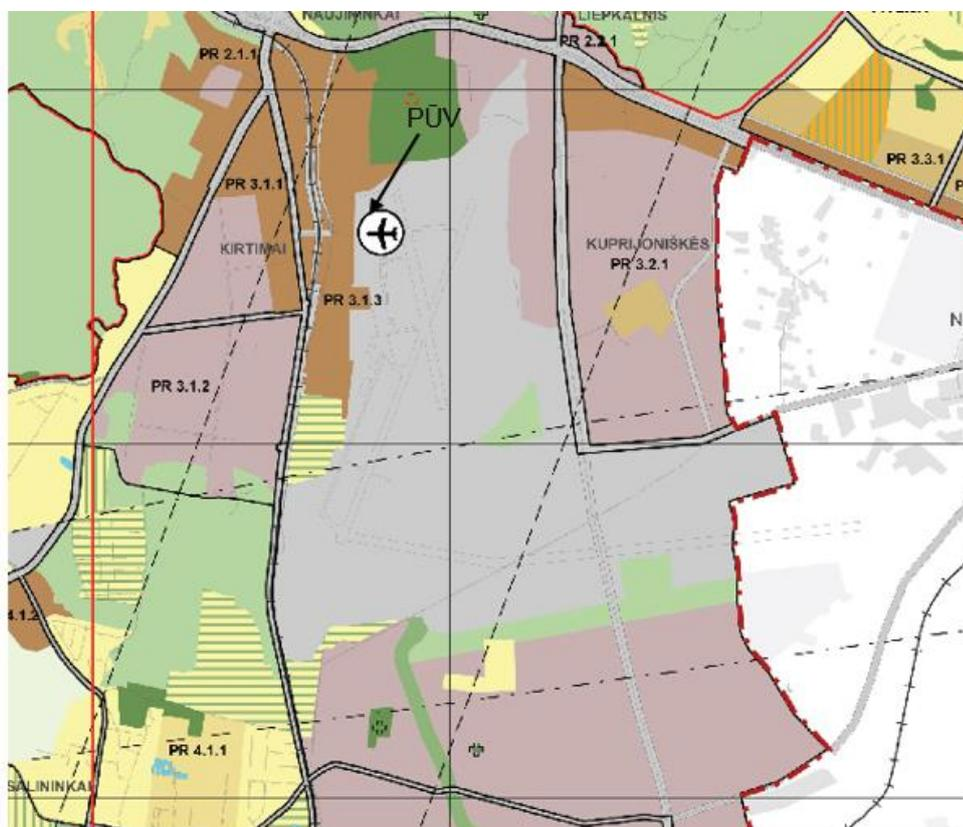 NAUJININKAI
LIEPKALNIS
PR 2.1.1
PR 2.2.1
PŪV
PR 3.3.1
PR 3.1.1
KIRTIMAI
KUPRIJONIŠKĖS
PR 3.2.1
PR 3.1.3
N
PR 3.1.2
4.1.2
PR 4.1.1
SALININKAI